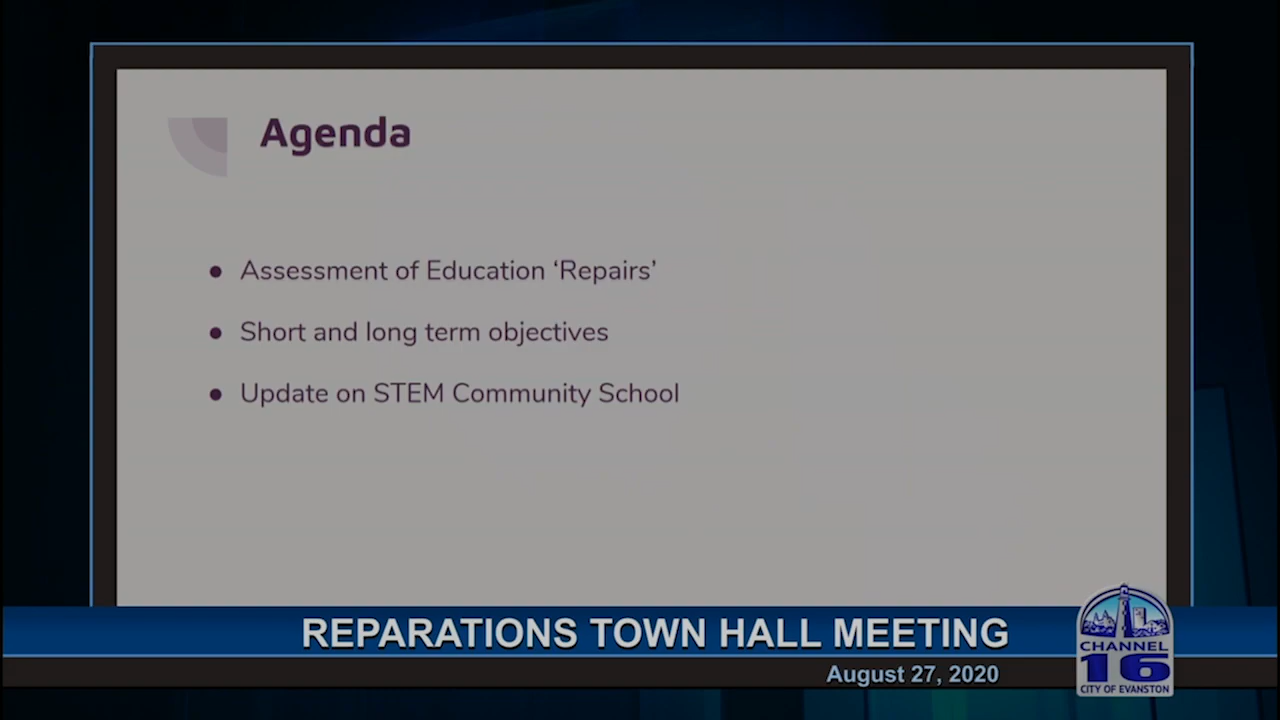 Agenda
● Assessment of Education ‘Repairs’
● Short and long term objectives
● Update on STEM Community School
REPARATIONS TOWN HALL MEETING
August 27, 2020
CHANNEL
16
CITY OF EVANSTON